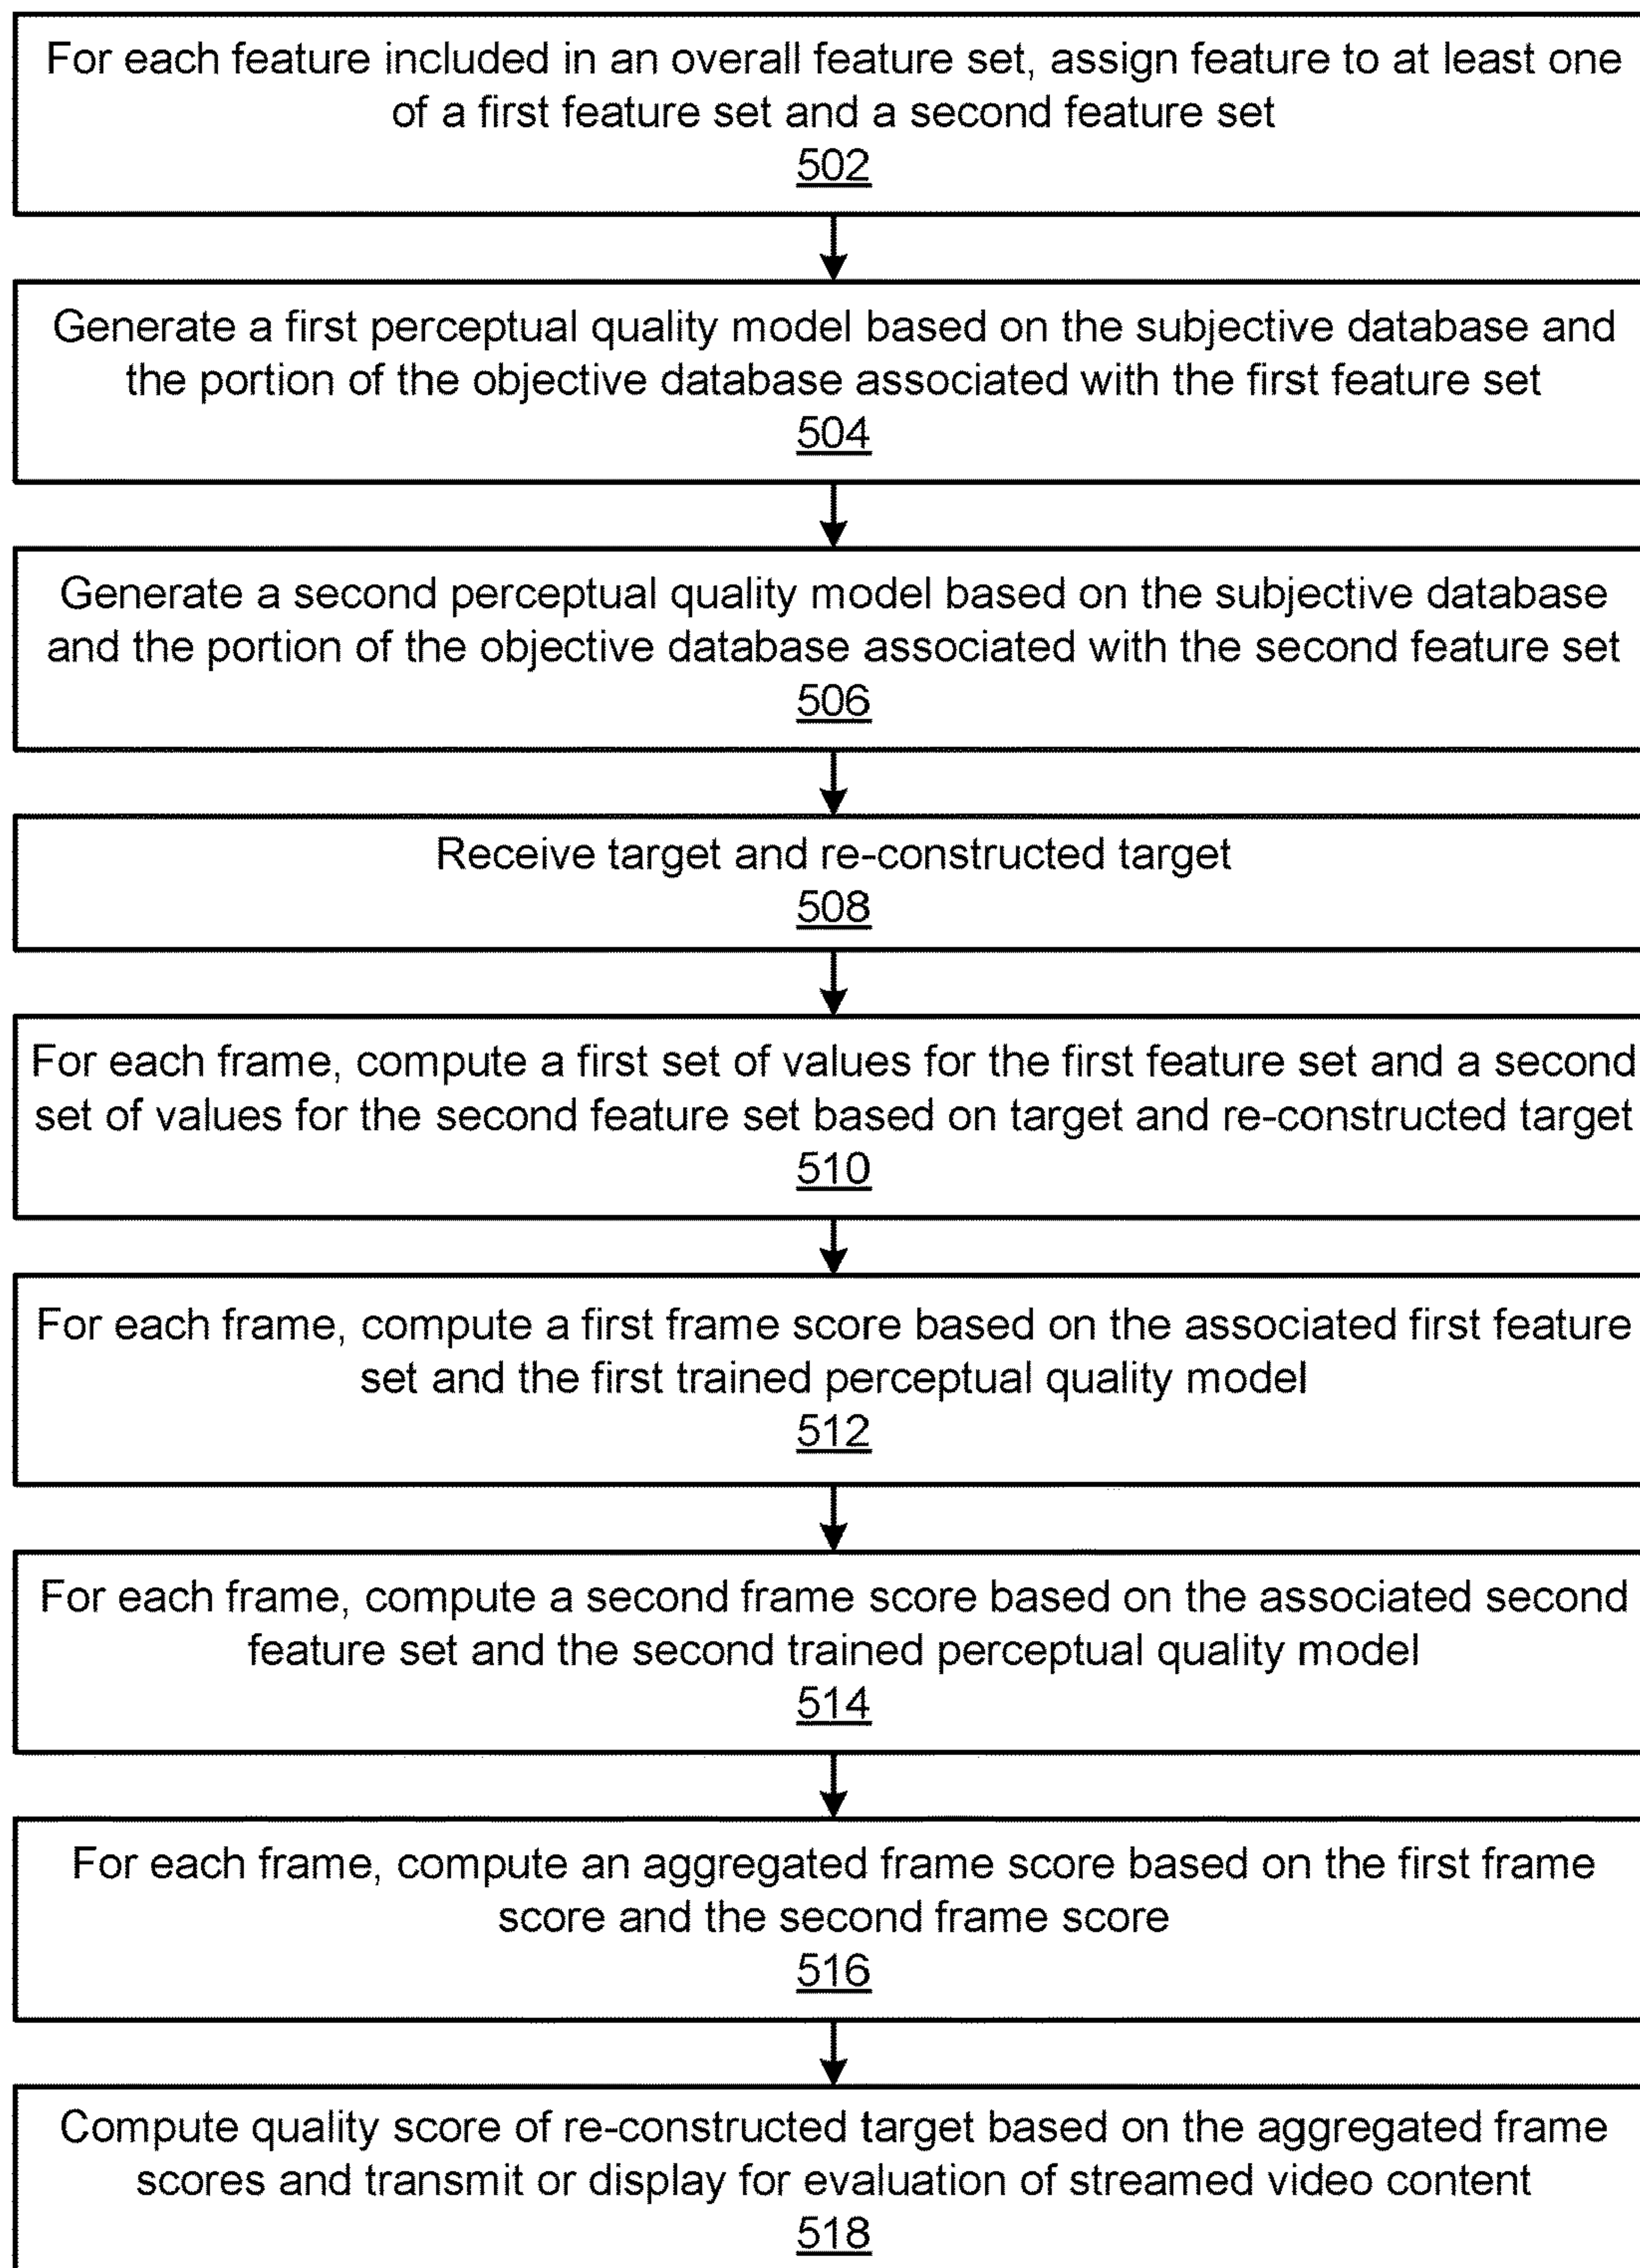 For each feature included in an overall feature set, assign feature to at least one
of a first feature set and a second feature set
502
Generate a first perceptual quality model based on the subjective database and
the portion of the objective database associated with the first feature set
504
Generate a second perceptual quality model based on the subjective database
and the portion of the objective database associated with the second feature set
506
Receive target and re-constructed target
508
For each frame, compute a first set of values for the first feature set and a second
set of values for the second feature set based on target and re-constructed target
510
For each frame, compute a first frame score based on the associated first feature
set and the first trained perceptual quality model
512
For each frame, compute a second frame score based on the associated second
feature set and the second trained perceptual quality model
514
For each frame, compute an aggregated frame score based on the first frame
score and the second frame score
516
Compute quality score of re-constructed target based on the aggregated frame
scores and transmit or display for evaluation of streamed video content
518